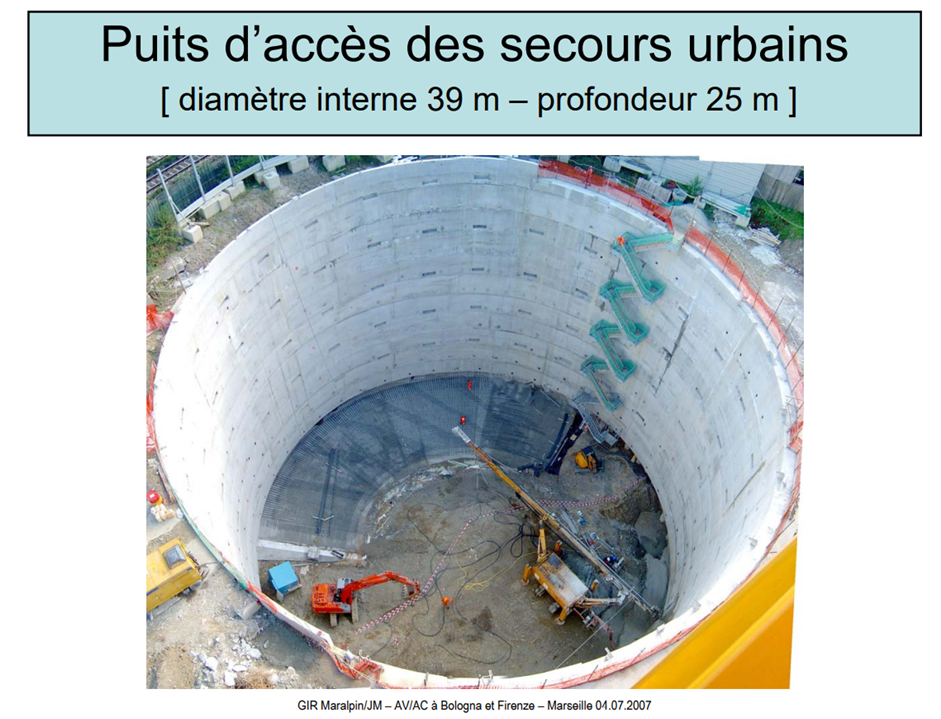 Puits d’accès des secours urbains
[ diamètre interne 39 m – profondeur 25 m ]
GIR Maralpin/JM – AV/AC à Bologna et Firenze – Marseille 04.07.2007